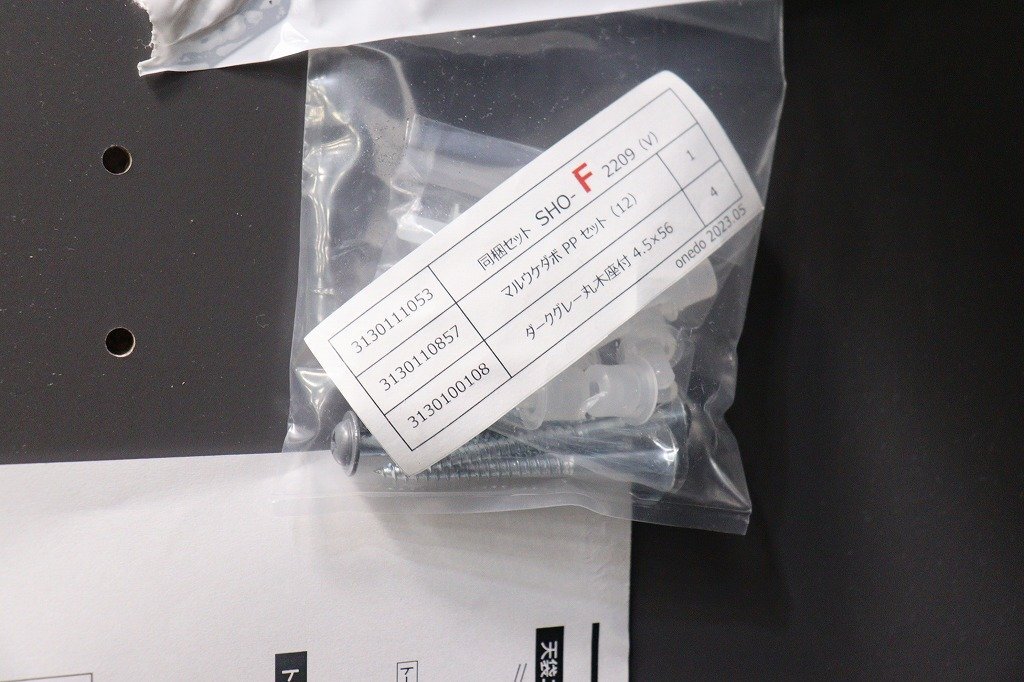 3130111053 同梱セット SHO-F 2209 (V)
3130110857 マルウケダボ PP セット (12) 1
3130100108 ダークグレー丸木座付 4.5×56 4
onedo 2023.05
天袋
ト
ト